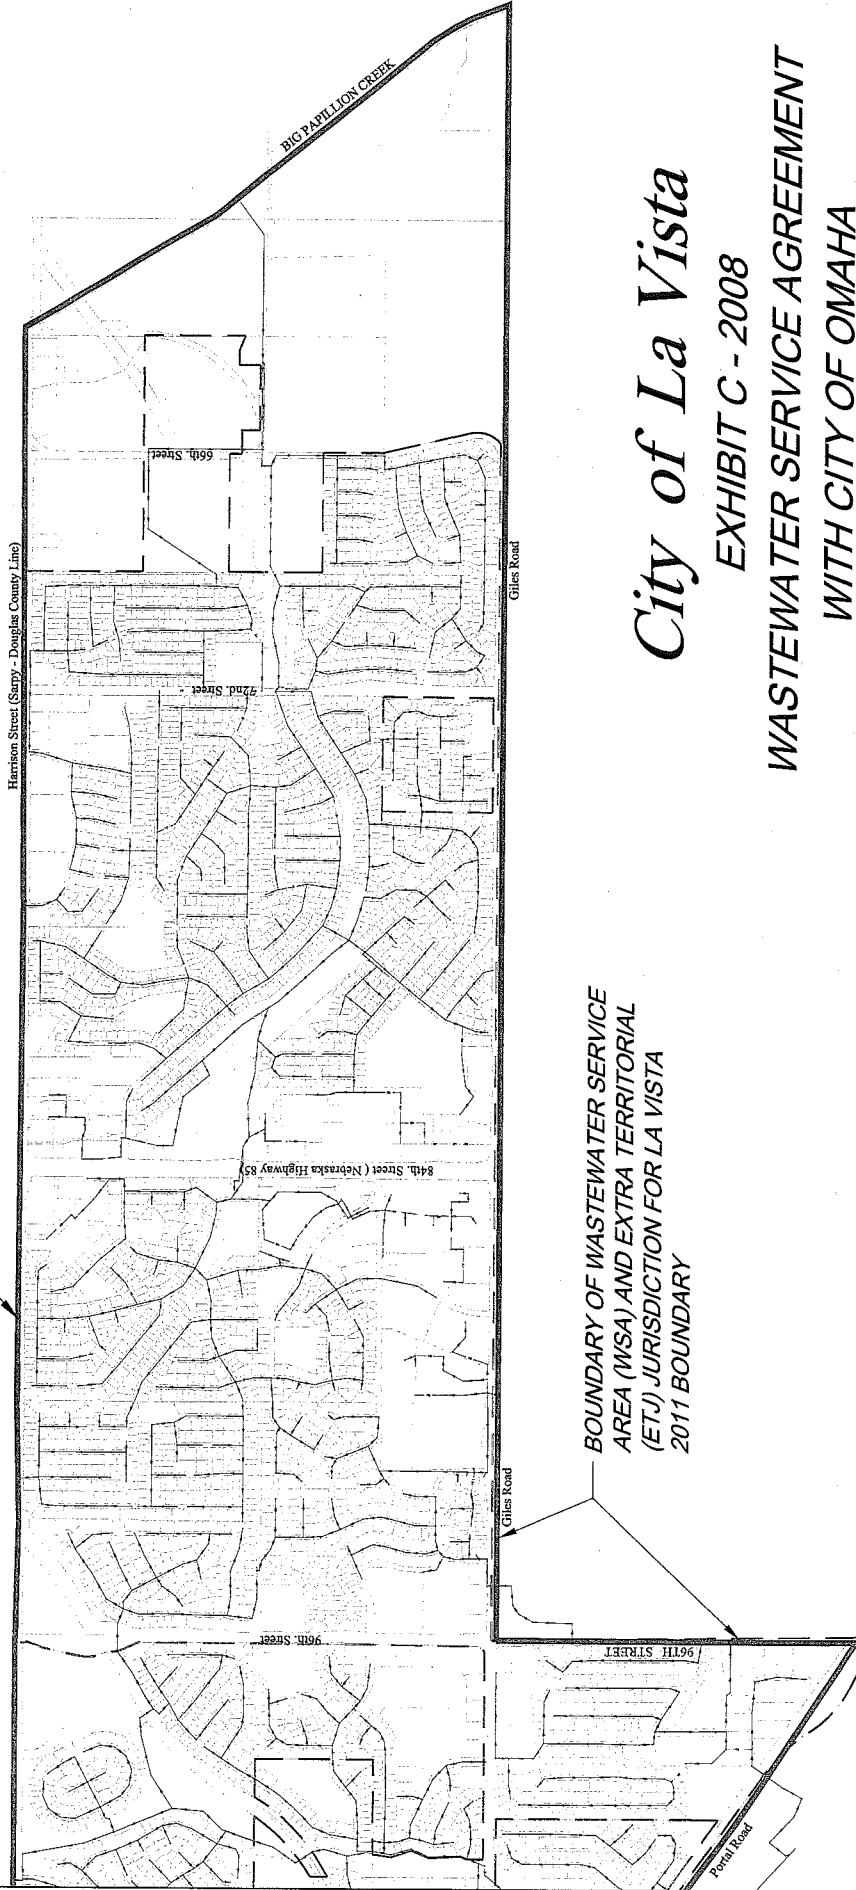 Harrison Street (Sarpy - Douglas County Line)
BIG PAPILLION CREEK
66th. Street
72nd. Street
84th. Street ( Nebraska Highway 85)
96th. Street
Giles Road
Giles Road
96TH STREET
Portal Road
BOUNDARY OF WASTEWATER SERVICE
AREA (WSA) AND EXTRA TERRITORIAL
(ETJ) JURISDICTION FOR LA VISTA
2011 BOUNDARY
City of La Vista
EXHIBIT C - 2008
WASTEWATER SERVICE AGREEMENT
WITH CITY OF OMAHA